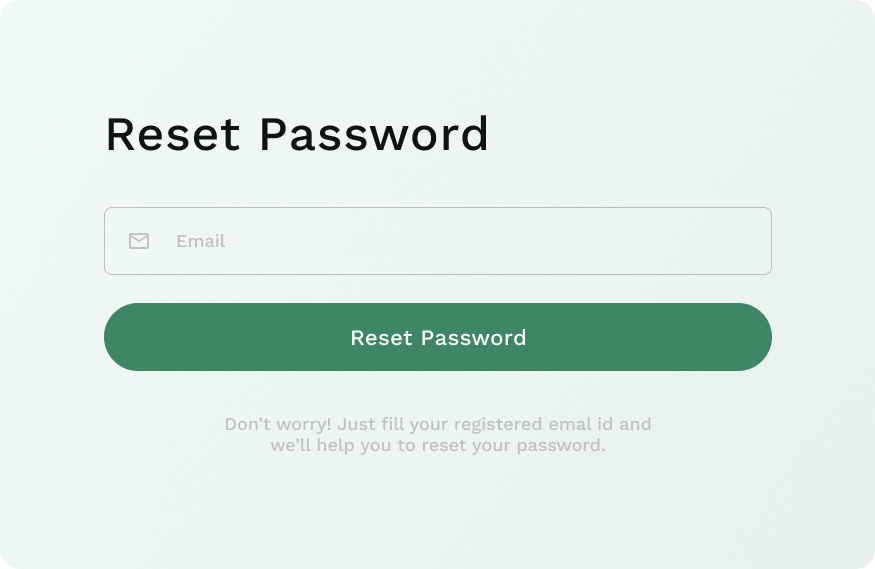 Reset Password
Email
Reset Password
Don’t worry! Just fill your registered emal id and
we’ll help you to reset your password.